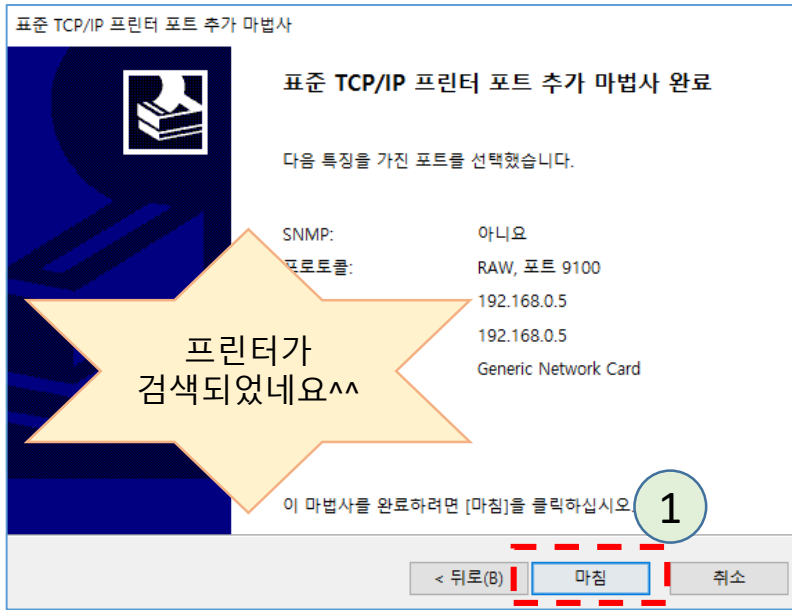 표준 TCP/IP 프린터 포트 추가 마법사
표준 TCP/IP 프린터 포트 추가 마법사 완료
다음 특징을 가진 포트를 선택했습니다.
SNMP: 아니요
프로토콜: RAW, 포트 9100
192.168.0.5
192.168.0.5
Generic Network Card
프린터가
검색되었네요^^
이 마법사를 완료하려면 [마침]을 클릭하십시오.
1
< 뒤로(B) 마침 취소